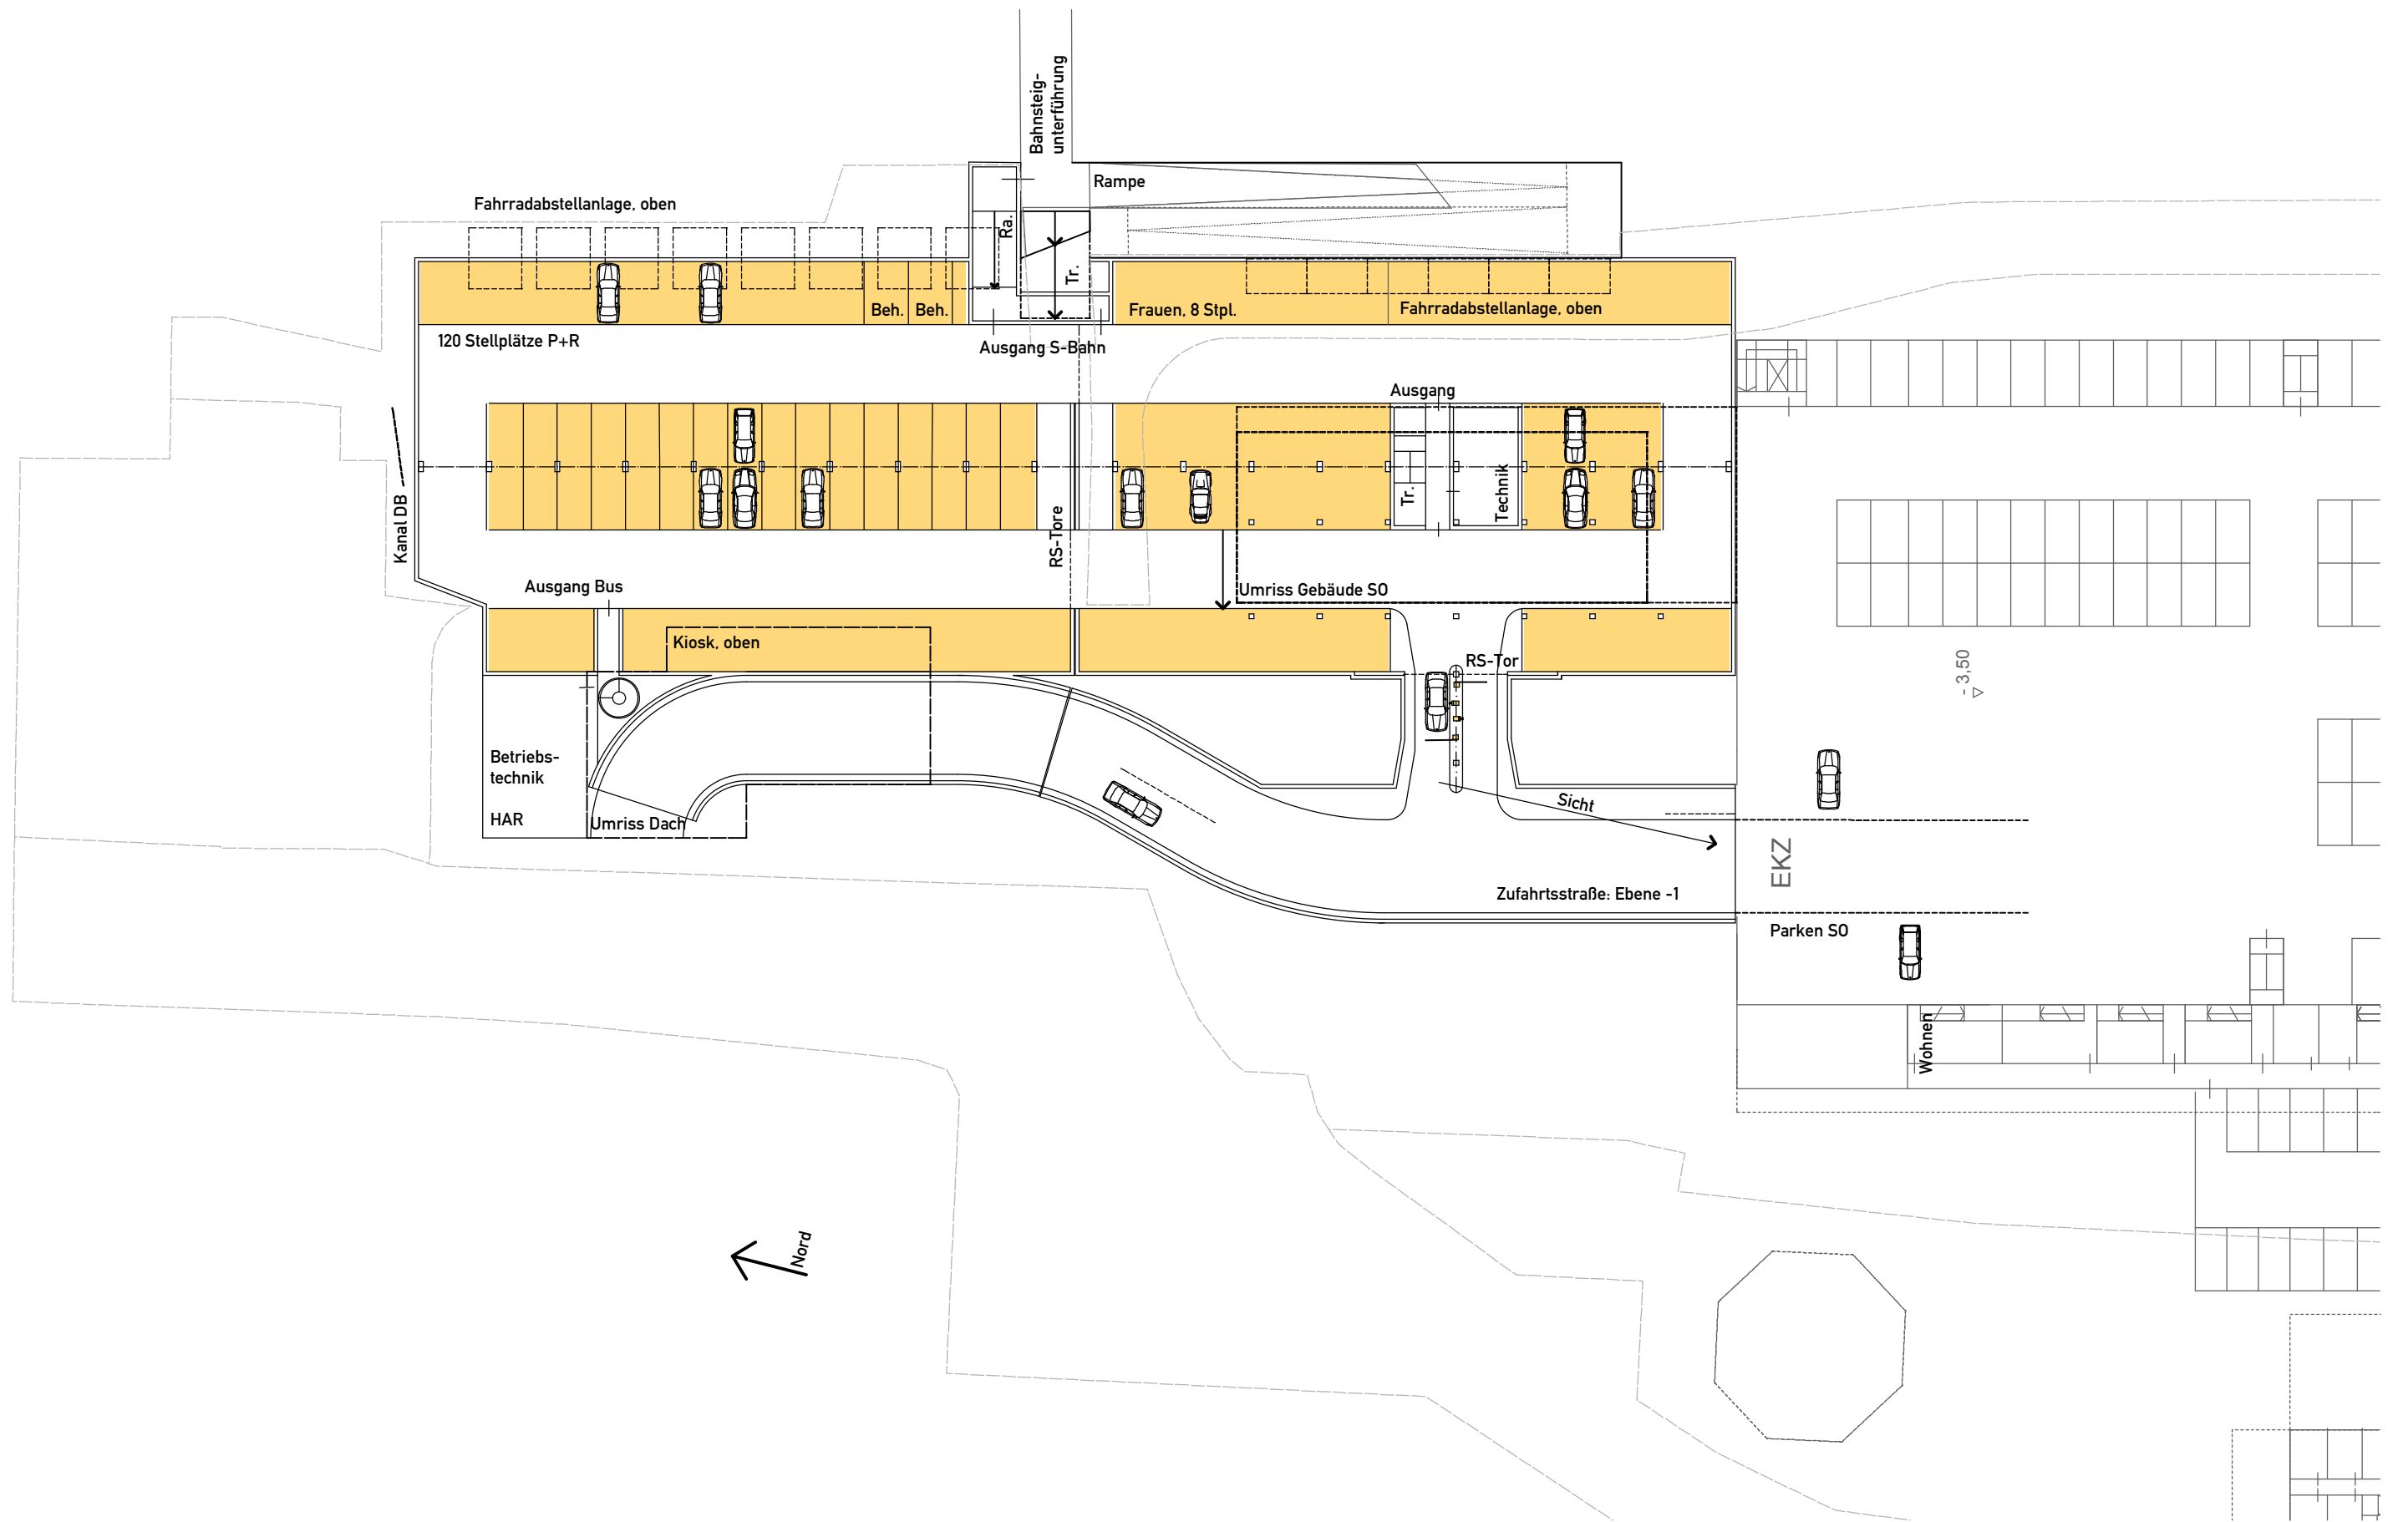 Bahnsteig-
unterführung
Rampe
Fahrradabstellanlage, oben
Ra.
Tr.
Beh.
Beh.
Frauen, 8 Stpl.
Fahrradabstellanlage, oben
120 Stellplätze P+R
Ausgang S-Bahn
Ausgang
Kanal DB
RS-Tore
Tr.
Technik
Ausgang Bus
Umriss Gebäude SO
Kiosk, oben
RS-Tor
- 3,50
Betriebs-
technik
HAR
Umriss Dach
Sicht
EKZ
Zufahrtsstraße: Ebene -1
Parken SO
Wohnen
Nord